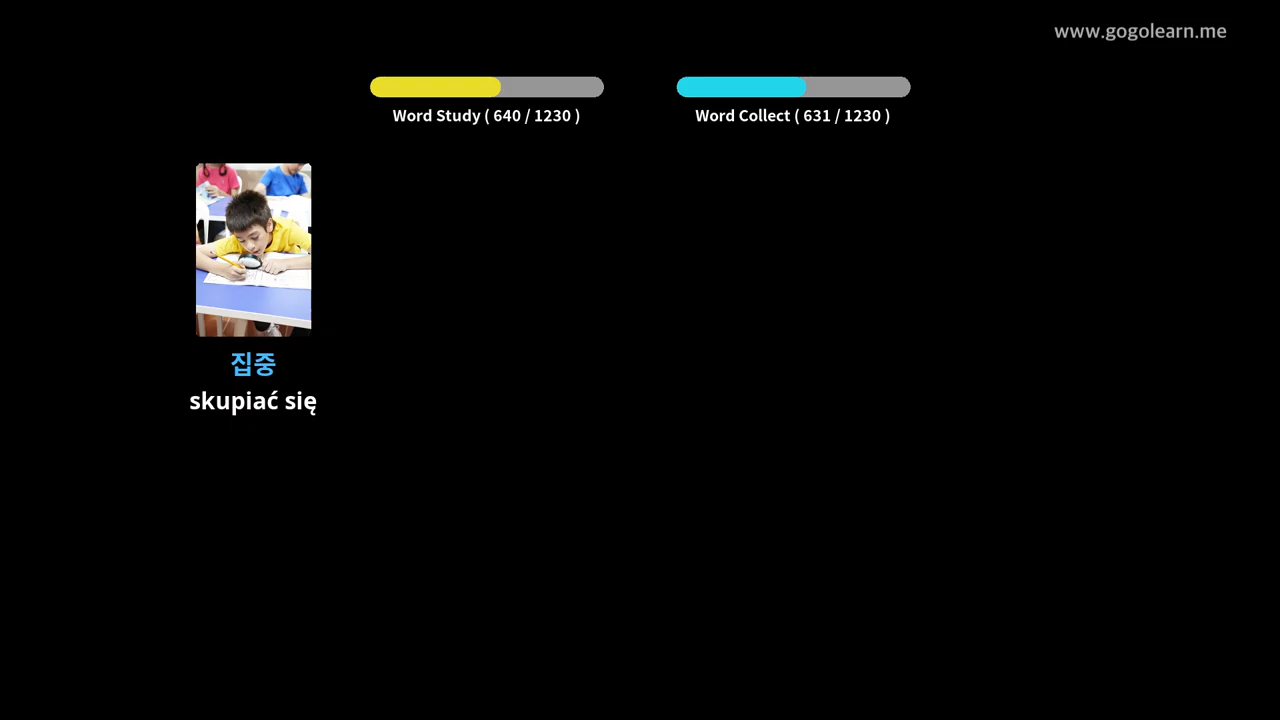 www.gogolearn.me
Word Study ( 640 / 1230 )
Word Collect ( 631 / 1230 )
집중
skupiać się